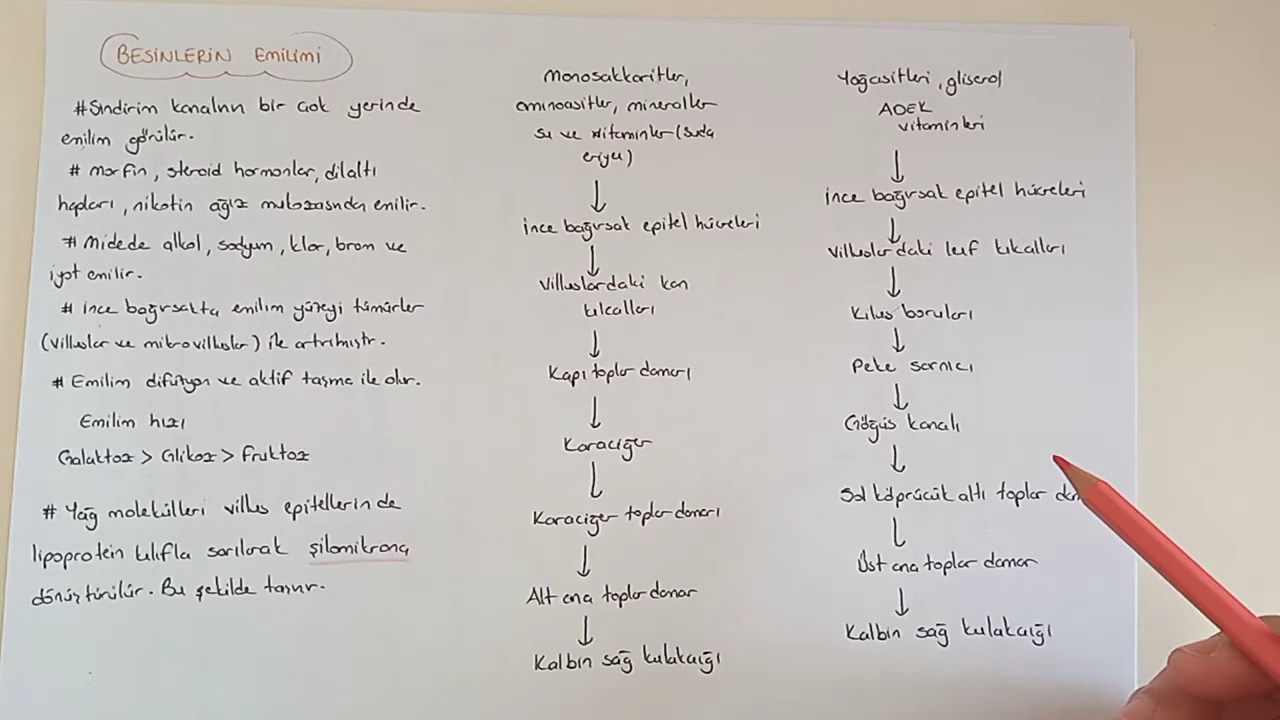 BESİNLERİN EMİLİMİ
#Sindirim kanalının bir çok yerinde
emilim görülür.
# Morfin, steroid hormonlar, dilaltı
hapları, nikotin ağız mukozasında emilir.
# Midede alkol, sodyum, klor, brom ve
iyot emilir.
# İnce bağırsakta emilim yüzeyi tümürler
(villuslar ve mikrovilluslar) ile artırılmıştır.
# Emilim difüzyon ve aktif taşıma ile olur.
Emilim hızı
Galaktoz > Glikoz > Fruktoz
# Yağ molekülleri villus epitellerinde
lipoprotein kılıfla sarılarak şilomikrona
dönüştürülür. Bu şekilde taşınır.
Monosakkaritler,
aminoasitler, mineraller
Su ve vitaminler (suda
eriyen)
↓
İnce bağırsak epitel hücreleri
↓
Villuslardaki kan
kılcalları
↓
Kapı toplar damarı
↓
Karaciğer
↓
Karaciğer toplar damarı
↓
Alt ana toplar damar
↓
Kalbin sağ kulakçığı
Yağ asitleri, gliserol
ADEK
vitaminleri
↓
İnce bağırsak epitel hücreleri
↓
Villuslardaki lenf kılcalları
↓
Kilus boruları
↓
Peke sarnıcı
↓
Göğüs kanalı
↓
Sol köprücük altı toplar
↓
Üst ana toplar damar
↓
Kalbin sağ kulakçığı